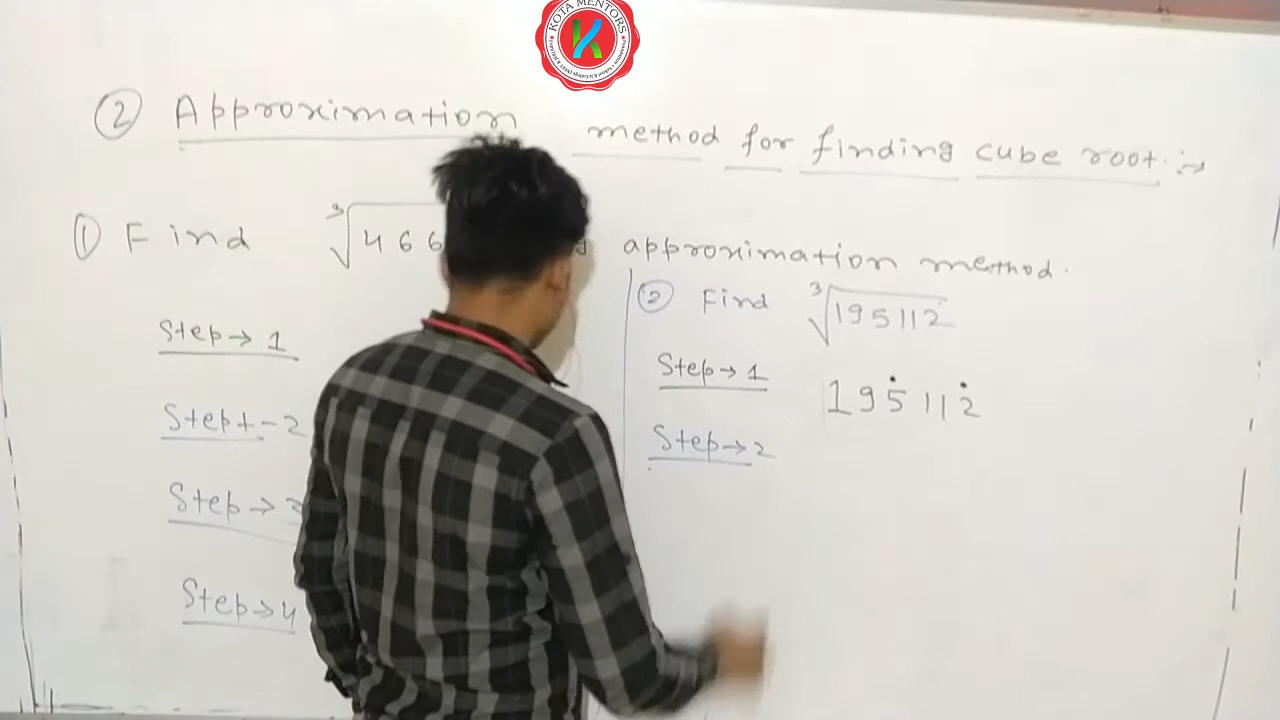 KOTA MENTORS
② Approximation method for finding cube root :→
① Find ∛466 approximation method.
Step→1
Step+-2
Step→3
Step→4
② Find ∛195112
Step→1 195112
Step→2